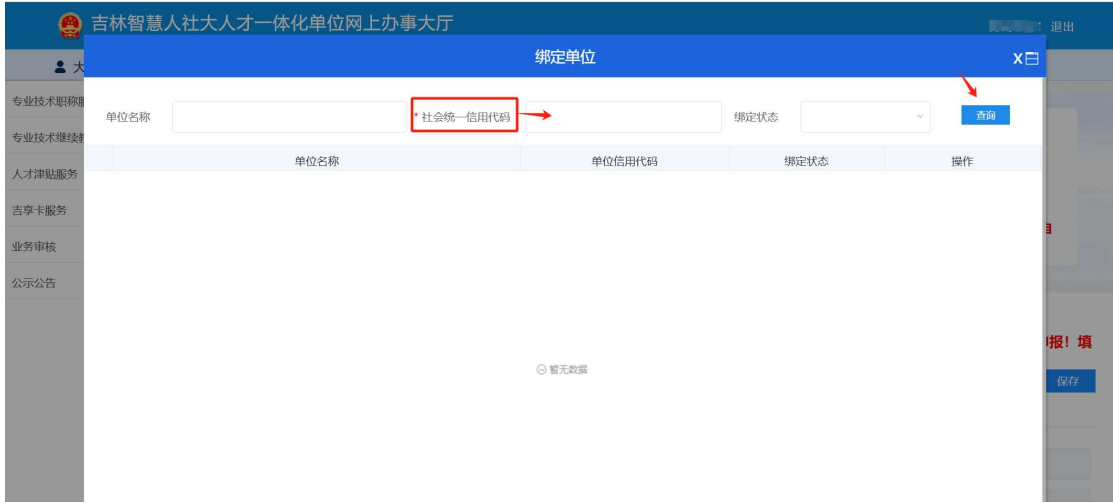 吉林智慧人社大人才一体化单位网上办事大厅
退出
绑定单位
X
大
专业技术职称
单位名称
* 社会统一信用代码
绑定状态
查询
专业技术继续
单位名称 单位信用代码 绑定状态 操作
人才津贴服务
吉享卡服务
业务审核
公示公告
报！填
暂无数据
保存